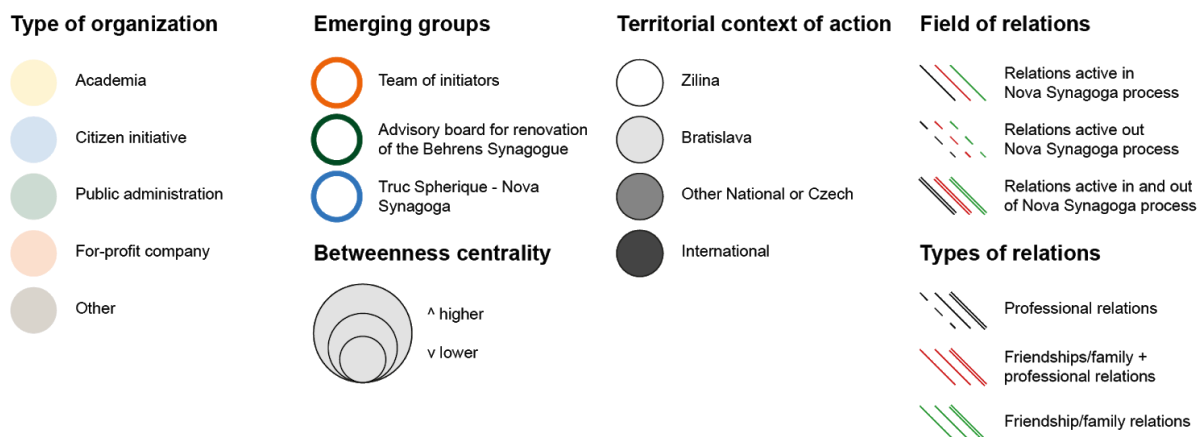 Type of organization
Academia
Citizen initiative
Public administration
For-profit company
Other
Emerging groups
Team of initiators
Advisory board for renovation
of the Behrens Synagogue
Truc Spherique - Nova
Synagoga
Betweenness centrality
^ higher
v lower
Territorial context of action
Zilina
Bratislava
Other National or Czech
International
Field of relations
Relations active in
Nova Synagoga process
Relations active out
Nova Synagoga process
Relations active in and out
of Nova Synagoga process
Types of relations
Professional relations
Friendships/family +
professional relations
Friendship/family relations